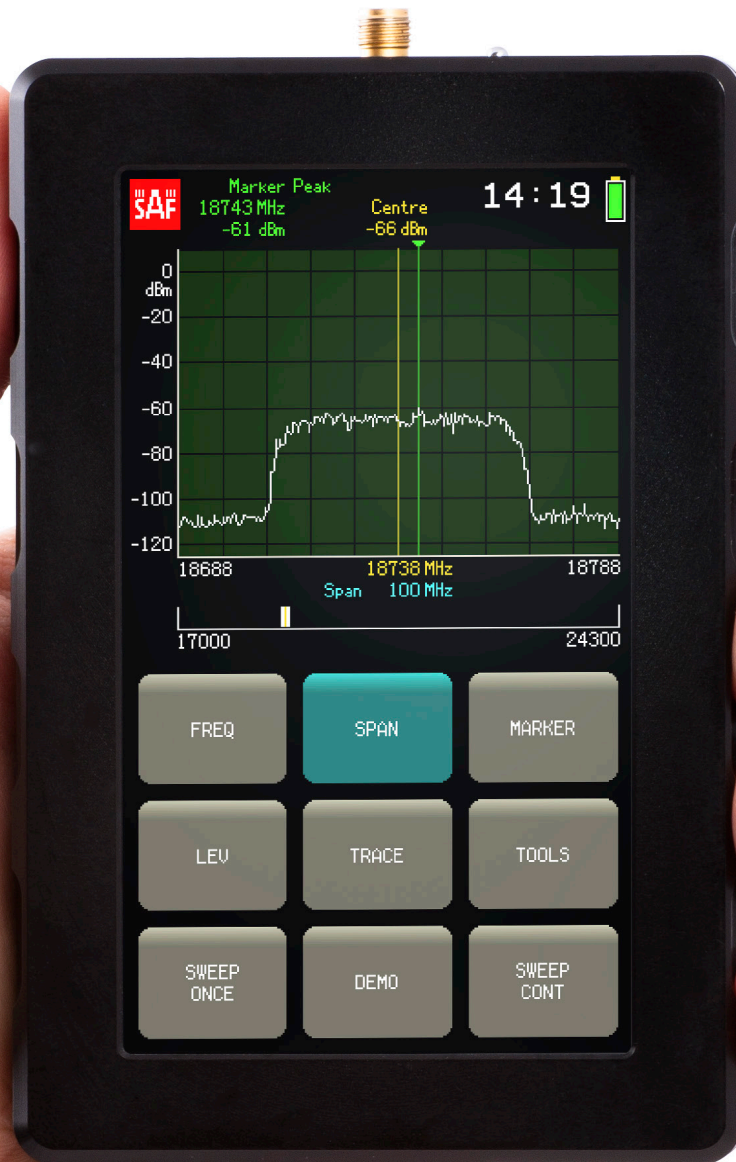 SAF
Marker Peak
18743 MHz
-61 dBm
Centre
-66 dBm
14:19
0
dBm
-20
-40
-60
-80
-100
-120
18688
18738 MHz
18788
Span 100 MHz
17000
24300
FREQ
SPAN
MARKER
LEV
TRACE
TOOLS
SWEEP
ONCE
DEMO
SWEEP
CONT